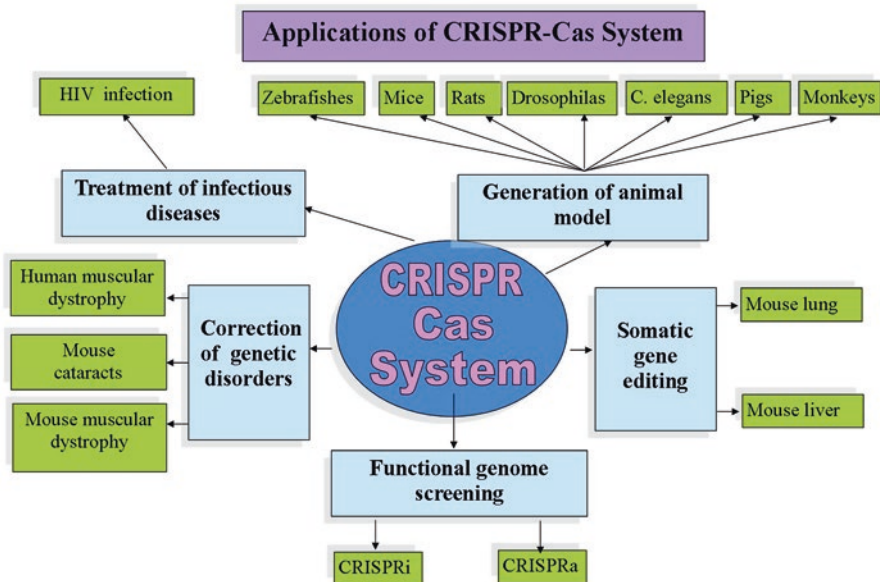 Applications of CRISPR-Cas System
HIV infection
Zebrafishes
Mice
Rats
Drosophilas
C. elegans
Pigs
Monkeys
Treatment of infectious
diseases
Generation of animal
model
CRISPR
Cas
System
Human muscular
dystrophy
Mouse
cataracts
Mouse muscular
dystrophy
Correction
of genetic
disorders
Somatic
gene
editing
Mouse lung
Mouse liver
Functional genome
screening
CRISPRi
CRISPRa